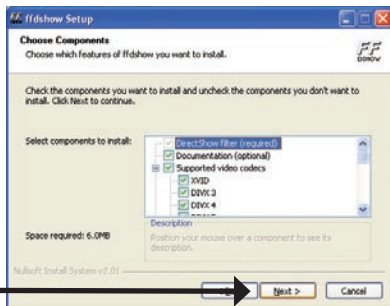 ffdshow Setup
Choose Components
Choose which features of ffdshow you want to install.
FF
DSHOW
Check the components you want to install and uncheck the components you don't want to
install. Click Next to continue.
Select components to install:
DirectShow filter (required)
Documentation (optional)
Supported video codecs
XVID
DIVX 3
DIVX 4
Description
Space required: 6.0MB
Position your mouse over a component to see its
description.
Nullsoft Install System v2.01
Next >
Cancel